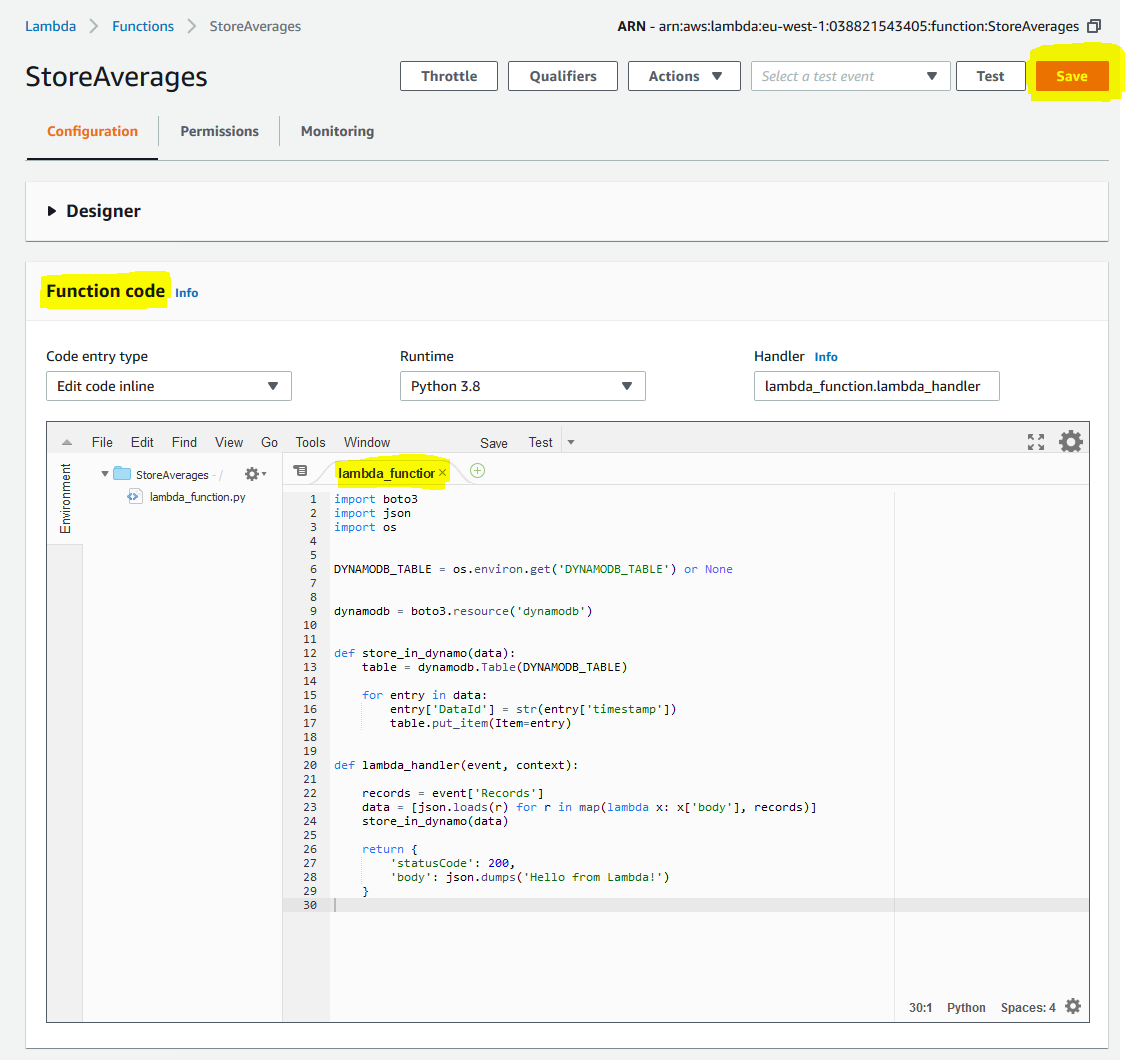 Lambda > Functions > StoreAverages
ARN - arn:aws:lambda:eu-west-1:038821543405:function:StoreAverages
StoreAverages
Throttle Qualifiers Actions Select a test event Test Save
Configuration Permissions Monitoring
Designer
Function code Info
Code entry type Runtime Handler Info
Edit code inline Python 3.8 lambda_function.lambda_handler
File Edit Find View Go Tools Window Save Test
Environment
StoreAverages - /
lambda_function.py
lambda_functior ×
1 import boto3
2 import json
3 import os
4
5
6 DYNAMODB_TABLE = os.environ.get('DYNAMODB_TABLE') or None
7
8
9 dynamodb = boto3.resource('dynamodb')
10
11
12 def store_in_dynamo(data):
13     table = dynamodb.Table(DYNAMODB_TABLE)
14
15     for entry in data:
16         entry['DataId'] = str(entry['timestamp'])
17         table.put_item(Item=entry)
18
19
20 def lambda_handler(event, context):
21
22     records = event['Records']
23     data = [json.loads(r) for r in map(lambda x: x['body'], records)]
24     store_in_dynamo(data)
25
26     return {
27         'statusCode': 200,
28         'body': json.dumps('Hello from Lambda!')
29     }
30
30:1 Python Spaces: 4